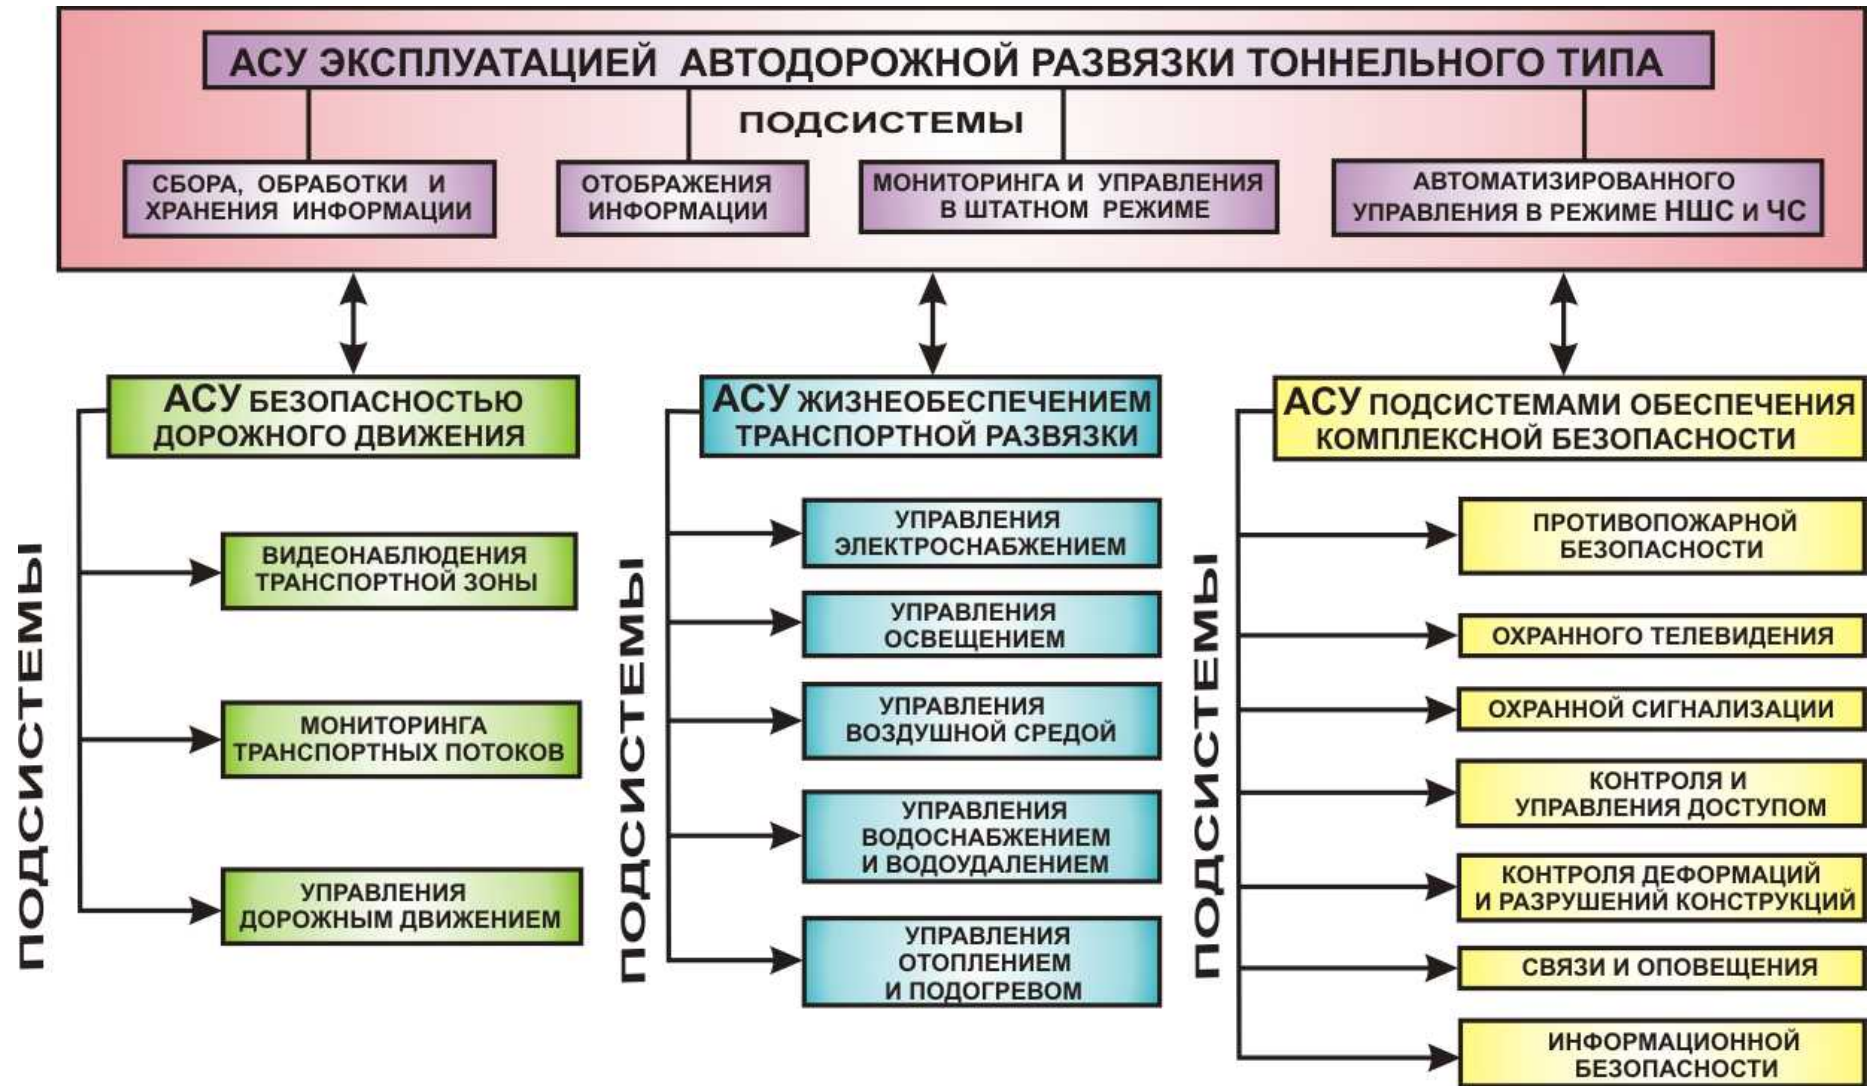 АСУ ЭКСПЛУАТАЦИЕЙ АВТОДОРОЖНОЙ РАЗВЯЗКИ ТОННЕЛЬНОГО ТИПА
ПОДСИСТЕМЫ
СБОРА, ОБРАБОТКИ И
ХРАНЕНИЯ ИНФОРМАЦИИ
ОТОБРАЖЕНИЯ
ИНФОРМАЦИИ
МОНИТОРИНГА И УПРАВЛЕНИЯ
В ШТАТНОМ РЕЖИМЕ
АВТОМАТИЗИРОВАННОГО
УПРАВЛЕНИЯ В РЕЖИМЕ НШС И ЧС
АСУ БЕЗОПАСНОСТЬЮ
ДОРОЖНОГО ДВИЖЕНИЯ
ПОДСИСТЕМЫ
ВИДЕОНАБЛЮДЕНИЯ
ТРАНСПОРТНОЙ ЗОНЫ
МОНИТОРИНГА
ТРАНСПОРТНЫХ ПОТОКОВ
УПРАВЛЕНИЯ
ДОРОЖНЫМ ДВИЖЕНИЕМ
АСУ ЖИЗНЕОБЕСПЕЧЕНИЕМ
ТРАНСПОРТНОЙ РАЗВЯЗКИ
ПОДСИСТЕМЫ
УПРАВЛЕНИЯ
ЭЛЕКТРОСНАБЖЕНИЕМ
УПРАВЛЕНИЯ
ОСВЕЩЕНИЕМ
УПРАВЛЕНИЯ
ВОЗДУШНОЙ СРЕДОЙ
УПРАВЛЕНИЯ
ВОДОСНАБЖЕНИЕМ
И ВОДОУДАЛЕНИЕМ
УПРАВЛЕНИЯ
ОТОПЛЕНИЕМ
И ПОДОГРЕВОМ
АСУ ПОДСИСТЕМАМИ ОБЕСПЕЧЕНИЯ
КОМПЛЕКСНОЙ БЕЗОПАСНОСТИ
ПОДСИСТЕМЫ
ПРОТИВОПОЖАРНОЙ
БЕЗОПАСНОСТИ
ОХРАННОГО ТЕЛЕВИДЕНИЯ
ОХРАННОЙ СИГНАЛИЗАЦИИ
КОНТРОЛЯ И
УПРАВЛЕНИЯ ДОСТУПОМ
КОНТРОЛЯ ДЕФОРМАЦИЙ
И РАЗРУШЕНИЙ КОНСТРУКЦИЙ
СВЯЗИ И ОПОВЕЩЕНИЯ
ИНФОРМАЦИОННОЙ
БЕЗОПАСНОСТИ